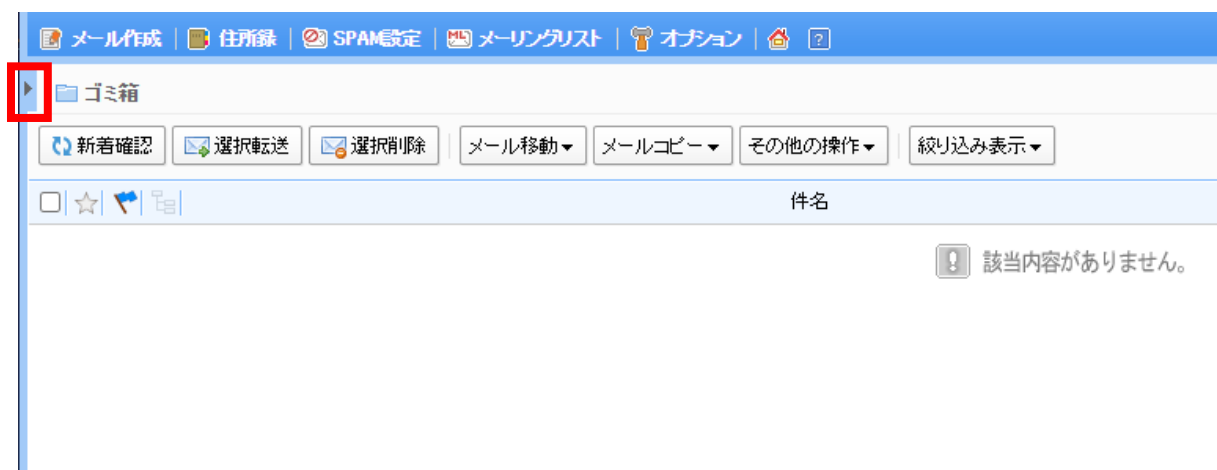 メール作成 | 住所録 | SPAM設定 | ML メーリングリスト | オプション | ?
ゴミ箱
新着確認 選択転送 選択削除 メール移動▼ メールコピー▼ その他の操作▼ 絞り込み表示▼
件名
該当内容がありません。